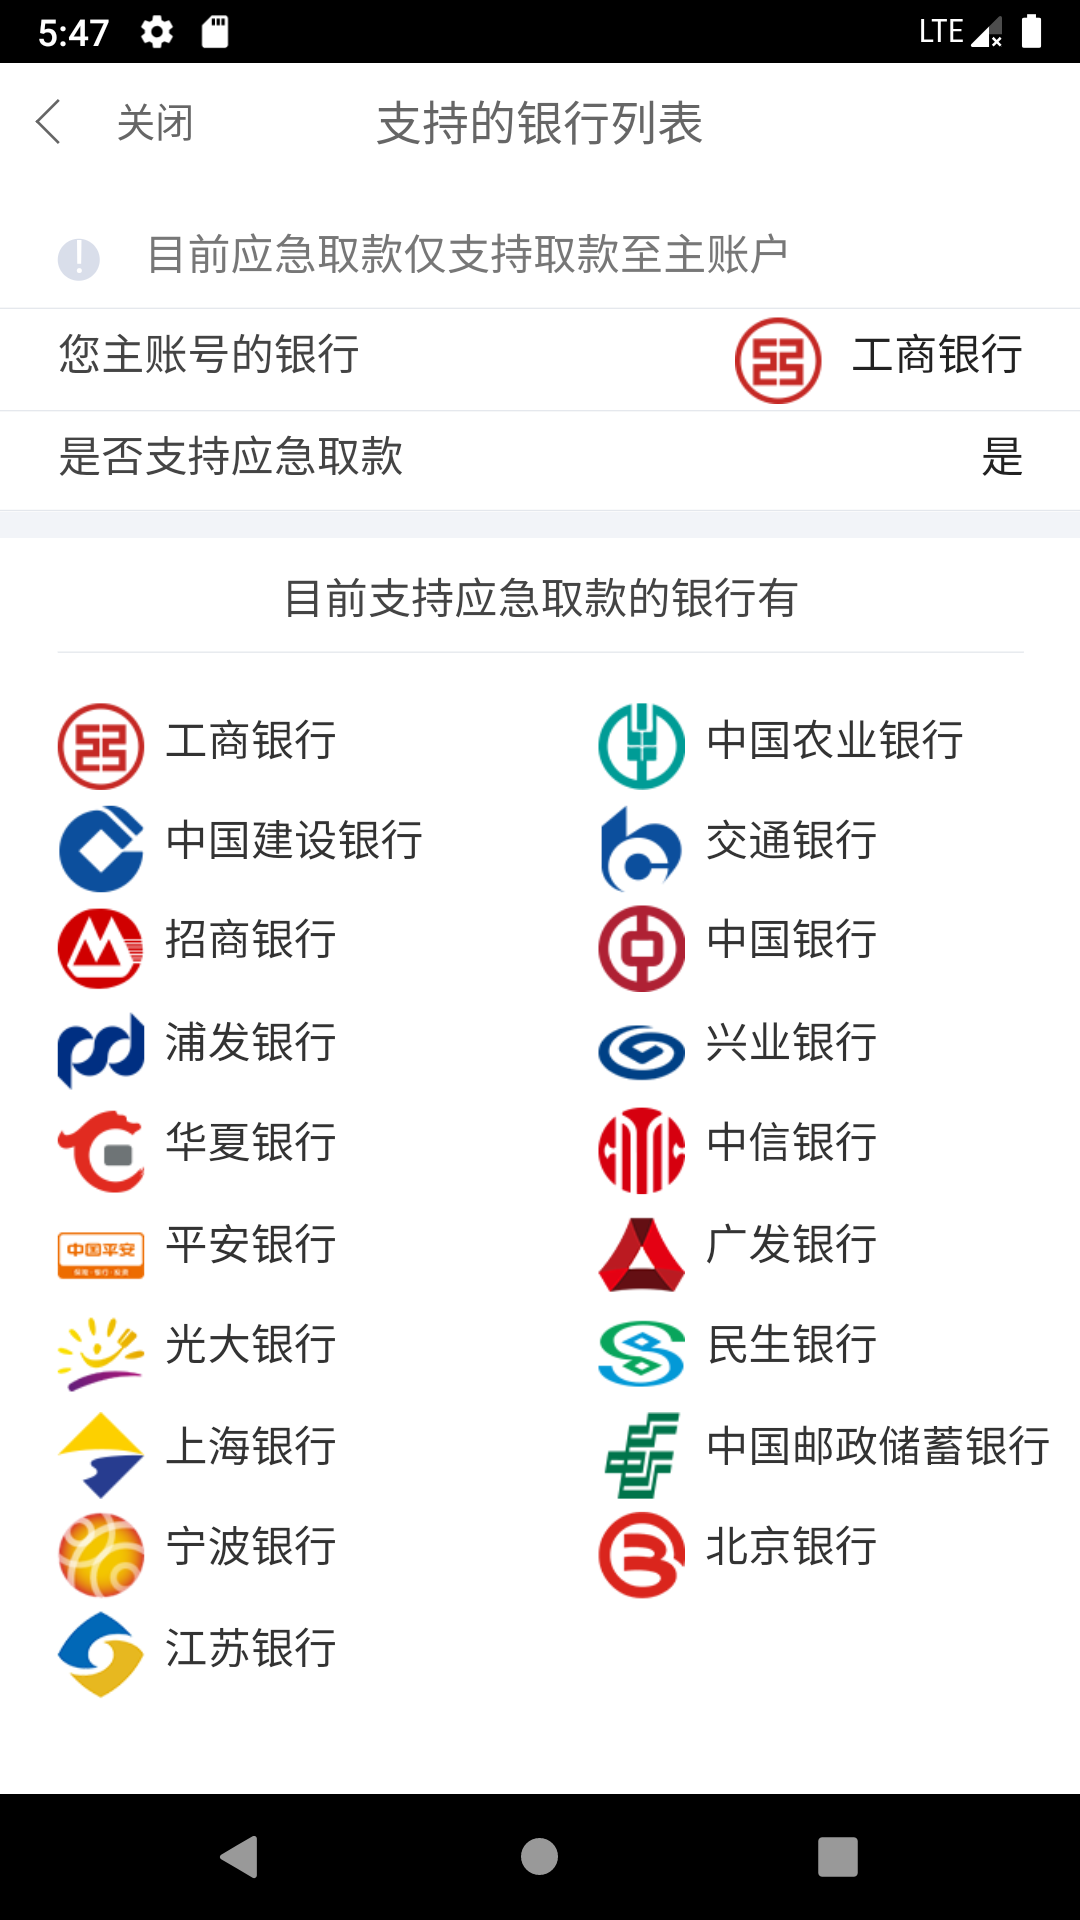 5:47 LTE
关闭 支持的银行列表
目前应急取款仅支持取款至主账户
您主账号的银行 工商银行
是否支持应急取款 是
目前支持应急取款的银行有
工商银行 中国农业银行
中国建设银行 交通银行
招商银行 中国银行
浦发银行 兴业银行
华夏银行 中信银行
中国平安 平安银行 广发银行
保险·银行·投资
光大银行 民生银行
上海银行 中国邮政储蓄银行
宁波银行 北京银行
江苏银行